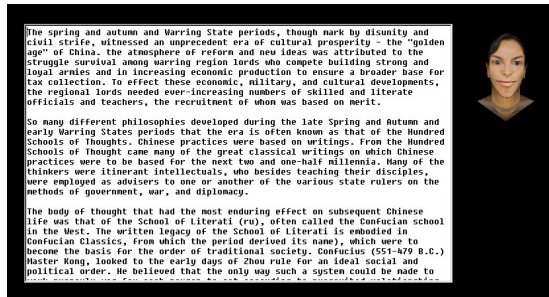 The spring and autumn and Warring State periods, though mark by disunity and
civil strife, witnessed an unprecedent era of cultural prosperity - the "golden
age" of China. the atmosphere of reform and new ideas was attributed to the
struggle survival among warring region lords who compete building strong and
loyal armies and in increasing economic production to ensure a broader base for
tax collection. To effect these economic, military, and cultural developments,
the regional lords needed ever-increasing numbers of skilled and literate
officials and teachers, the recruitment of whom was based on merit.
So many different philosophies developed during the late Spring and Autumn and
early Warring States periods that the era is often known as that of the Hundred
Schools of Thoughts. Chinese practices were based on writings. From the Hundred
Schools of Thought came many of the great classical writings on which Chinese
practices were to be based for the next two and one-half millennia. Many of the
thinkers were itinerant intellectuals, who besides teaching their disciples,
were employed as advisers to one or another of the various state rulers on the
methods of government, war, and diplomacy.
The body of thought that had the most enduring effect on subsequent Chinese
life was that of the School of Literati (ru), often called the Confucian school
in the West. The written legacy of the School of Literati is embodied in
Confucian Classics, from which the period derived its name), which were to
become the basis for the order of traditional society. Confucius (551-479 B.C.)
Master Kong, looked to the early days of Zhou rule for an ideal social and
political order. He believed that the only way such a system could be made to